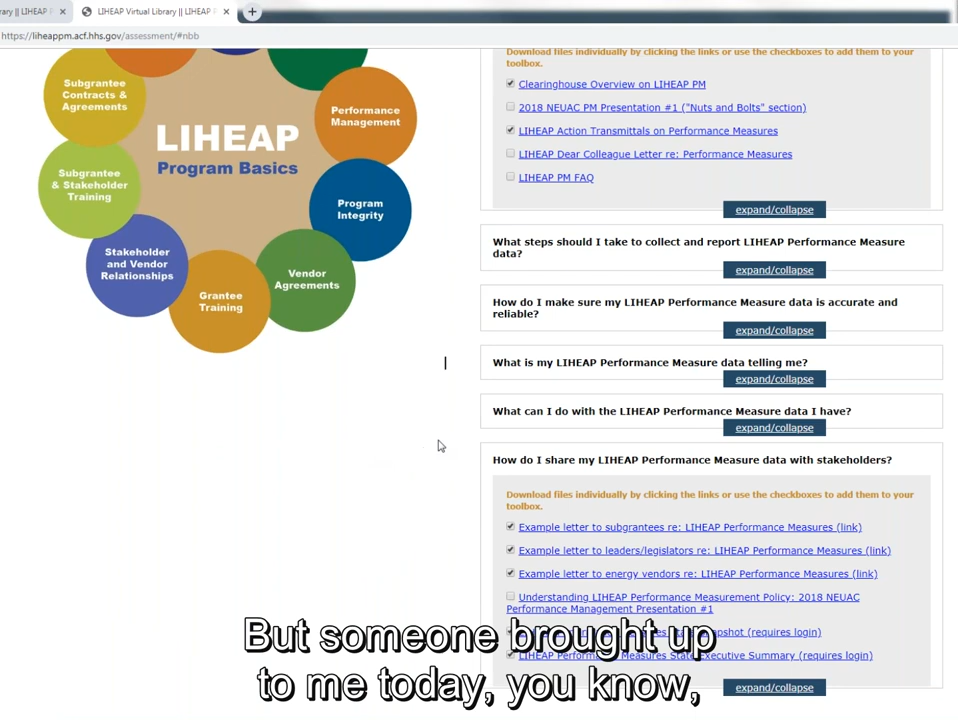 rary || LIHEAP P
LIHEAP Virtual Library || LIHEAP P
https://liheappm.acf.hhs.gov/assessment/#nbb
Subgrantee
Contracts &
Agreements
Performance
Management
LIHEAP
Program Basics
Subgrantee
& Stakeholder
Training
Program
Integrity
Stakeholder
and Vendor
Relationships
Vendor
Agreements
Grantee
Training
Download files individually by clicking the links or use the checkboxes to add them to your
toolbox.
Clearinghouse Overview on LIHEAP PM
2018 NEUAC PM Presentation #1 ("Nuts and Bolts" section)
LIHEAP Action Transmittals on Performance Measures
LIHEAP Dear Colleague Letter re: Performance Measures
LIHEAP PM FAQ
expand/collapse
What steps should I take to collect and report LIHEAP Performance Measure
data?
expand/collapse
How do I make sure my LIHEAP Performance Measure data is accurate and
reliable?
expand/collapse
What is my LIHEAP Performance Measure data telling me?
expand/collapse
What can I do with the LIHEAP Performance Measure data I have?
expand/collapse
How do I share my LIHEAP Performance Measure data with stakeholders?
Download files individually by clicking the links or use the checkboxes to add them to your
toolbox.
Example letter to subgrantees re: LIHEAP Performance Measures (link)
Example letter to leaders/legislators re: LIHEAP Performance Measures (link)
Example letter to energy vendors re: LIHEAP Performance Measures (link)
Understanding LIHEAP Performance Measurement Policy: 2018 NEUAC
Performance Management Presentation #1
(requires login)
LIHEAP Measures State Executive Summary (requires login)
expand/collapse
But someone brought up
to me today, you know,